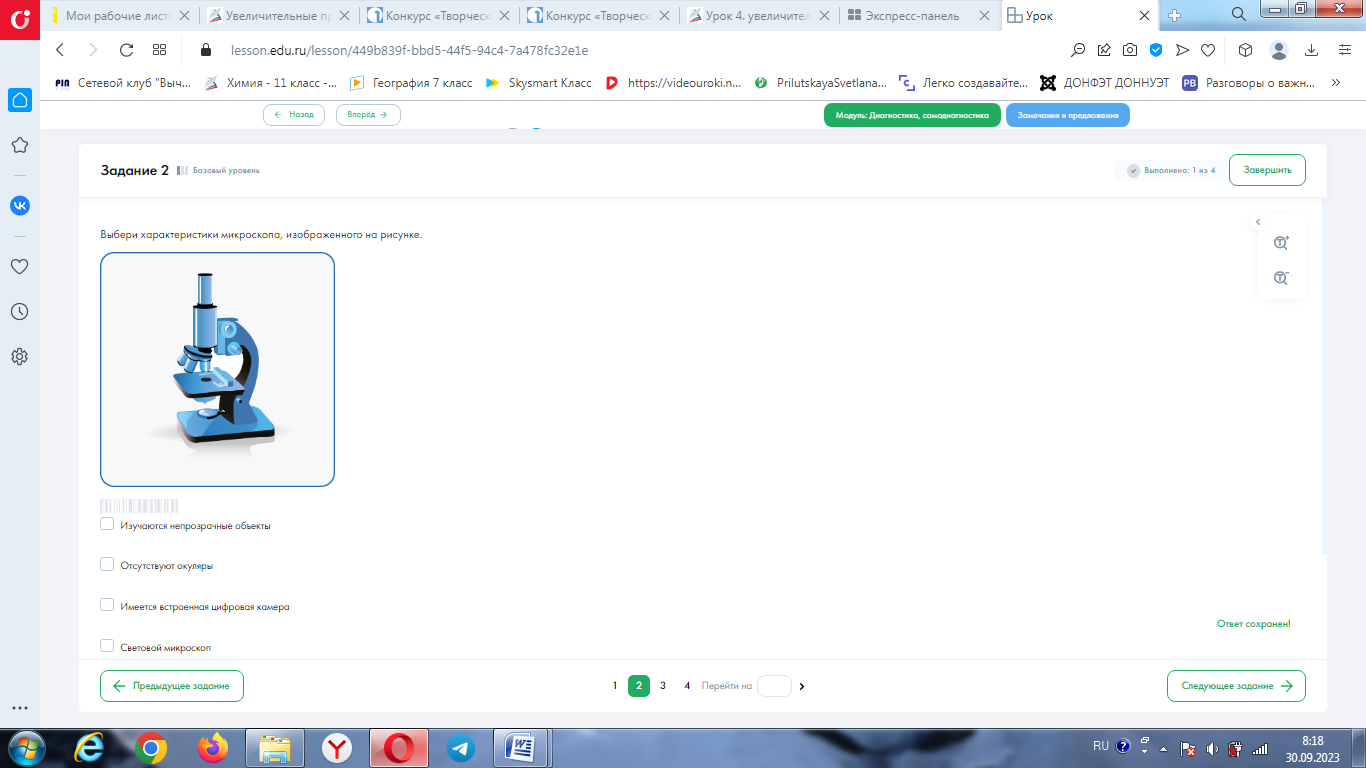 Мои рабочие листы
Увеличительные пр
Конкурс «Творческ
Конкурс «Творческ
Урок 4. увеличител
Экспресс-панель
Урок
lesson.edu.ru/lesson/449b839f-bbd5-44f5-94c4-7a478fc32e1e
PIN Сетевой клуб "Выч...
Химия - 11 класс -...
География 7 класс
Skysmart Класс
https://videouroki.n...
PrilutskayaSvetlana...
Легко создавайте...
ДОНФЭТ ДОННУЭТ
РВ Разговоры о важн...
Назад
Вперёд
Модуль: Диагностика, самодиагностика
Замечания и предложения
Задание 2
Базовый уровень
Выполнено: 1 из 4
Завершить
Выбери характеристики микроскопа, изображенного на рисунке.
Изучаются непрозрачные объекты
Отсутствуют окуляры
Имеется встроенная цифровая камера
Ответ сохранен!
Световой микроскоп
Предыдущее задание
1 2 3 4 Перейти на
Следующее задание
RU
8:18
30.09.2023